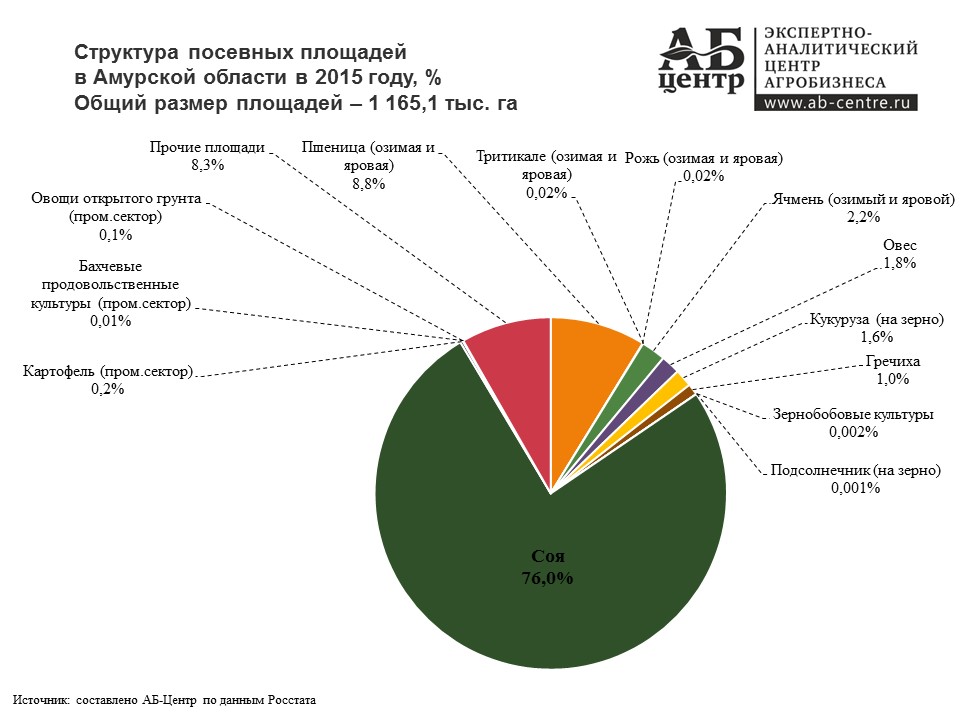 Структура посевных площадей
в Амурской области в 2015 году, %
Общий размер площадей – 1 165,1 тыс. га
АБ
центр
ЭКСПЕРТНО-
АНАЛИТИЧЕСКИЙ
ЦЕНТР
АГРОБИЗНЕСА
www.ab-centre.ru
Прочие площади
8,3%
Пшеница (озимая и
яровая)
8,8%
Тритикале (озимая и
яровая)
0,02%
Рожь (озимая и яровая)
0,02%
Ячмень (озимый и яровой)
2,2%
Овес
1,8%
Кукуруза (на зерно)
1,6%
Гречиха
1,0%
Зернобобовые культуры
0,002%
Подсолнечник (на зерно)
0,001%
Овощи открытого грунта
(пром.сектор)
0,1%
Бахчевые
продовольственные
культуры (пром.сектор)
0,01%
Картофель (пром.сектор)
0,2%
Соя
76,0%
Источник: составлено АБ-Центр по данным Росстата